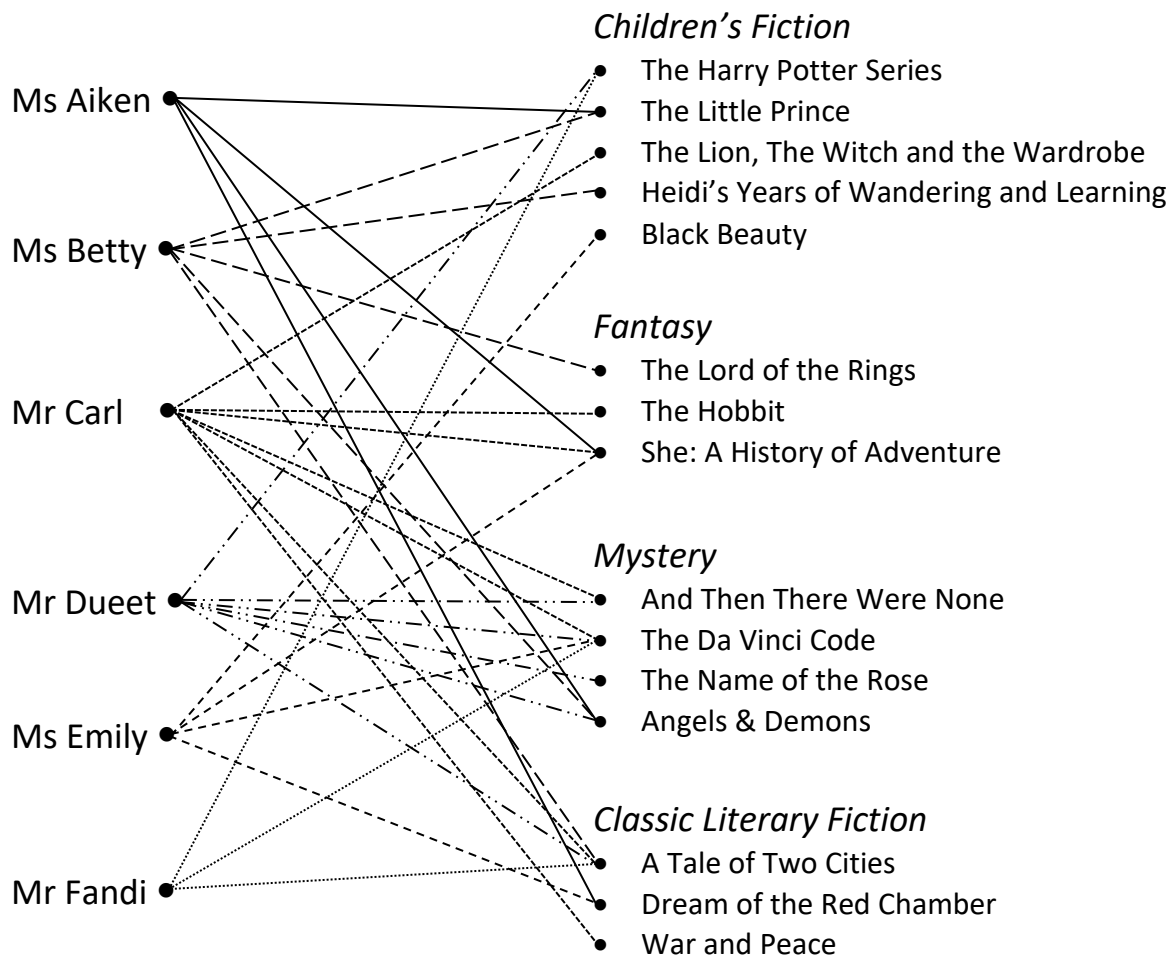 Children’s Fiction
The Harry Potter Series
Ms Aiken
The Little Prince
The Lion, The Witch and the Wardrobe
Heidi’s Years of Wandering and Learning
Ms Betty
Black Beauty
Fantasy
The Lord of the Rings
Mr Carl
The Hobbit
She: A History of Adventure
Mystery
Mr Dueet
And Then There Were None
The Da Vinci Code
The Name of the Rose
Angels & Demons
Ms Emily
Classic Literary Fiction
A Tale of Two Cities
Mr Fandi
Dream of the Red Chamber
War and Peace